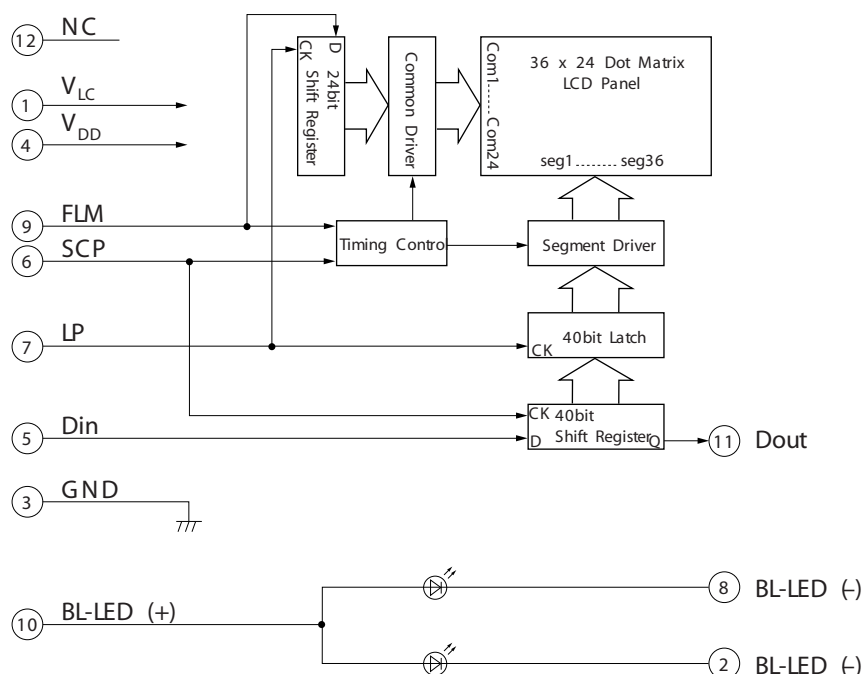 12 NC
1 VLC
4 VDD
9 FLM
6 SCP
7 LP
5 Din
3 GND
10 BL-LED (+)
D
CK
24bit
Shift Register
Common Driver
Com1......Com24
36 x 24 Dot Matrix
LCD Panel
seg1........ seg36
Timing Control
Segment Driver
40bit Latch
CK
CK 40bit
D Shift Register Q
11 Dout
8 BL-LED (–)
2 BL-LED (–)